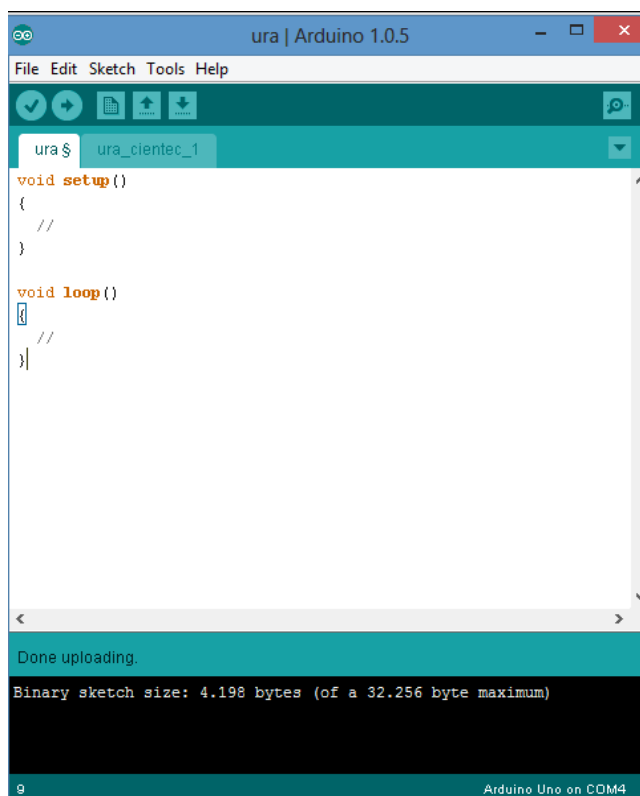 ura | Arduino 1.0.5
File Edit Sketch Tools Help
ura § ura_cientec_1
void setup()
{
//
}
void loop()
{
//
}
Done uploading.
Binary sketch size: 4.198 bytes (of a 32.256 byte maximum)
9 Arduino Uno on COM4